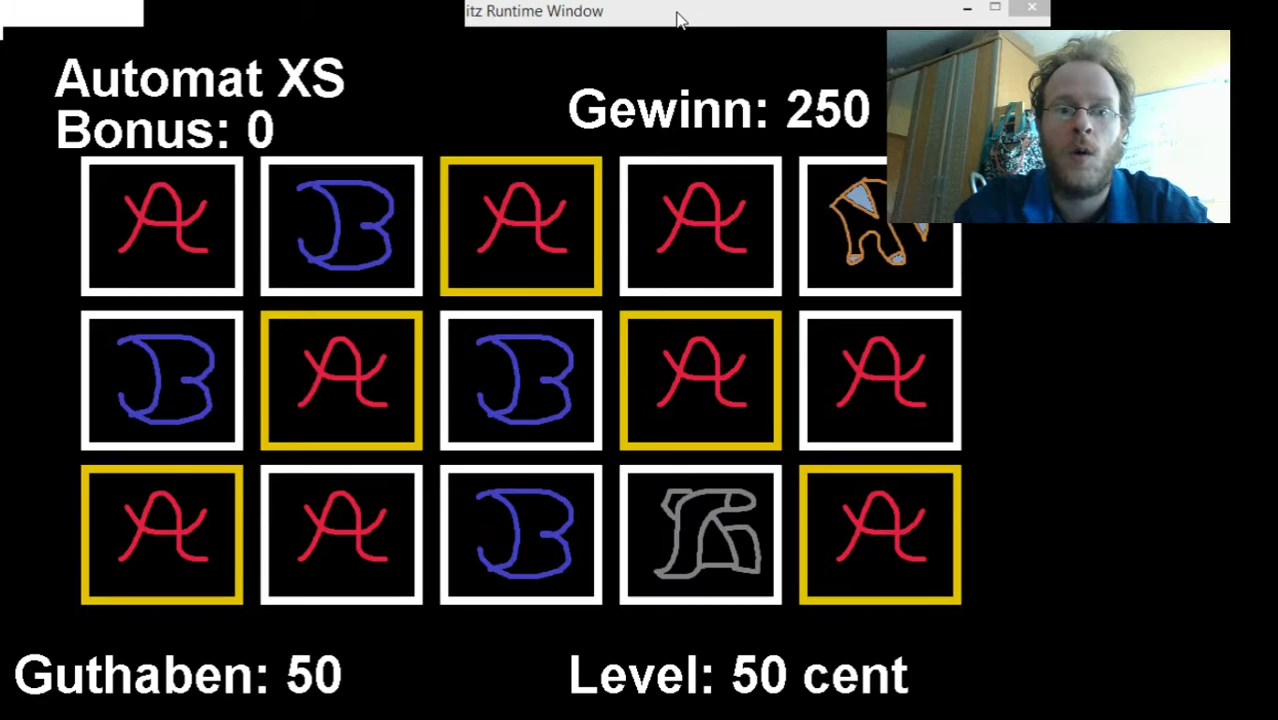 itz Runtime Window
Automat XS
Bonus: 0
Gewinn: 250
A B A A
B A B A A
A A B A
Guthaben: 50
Level: 50 cent